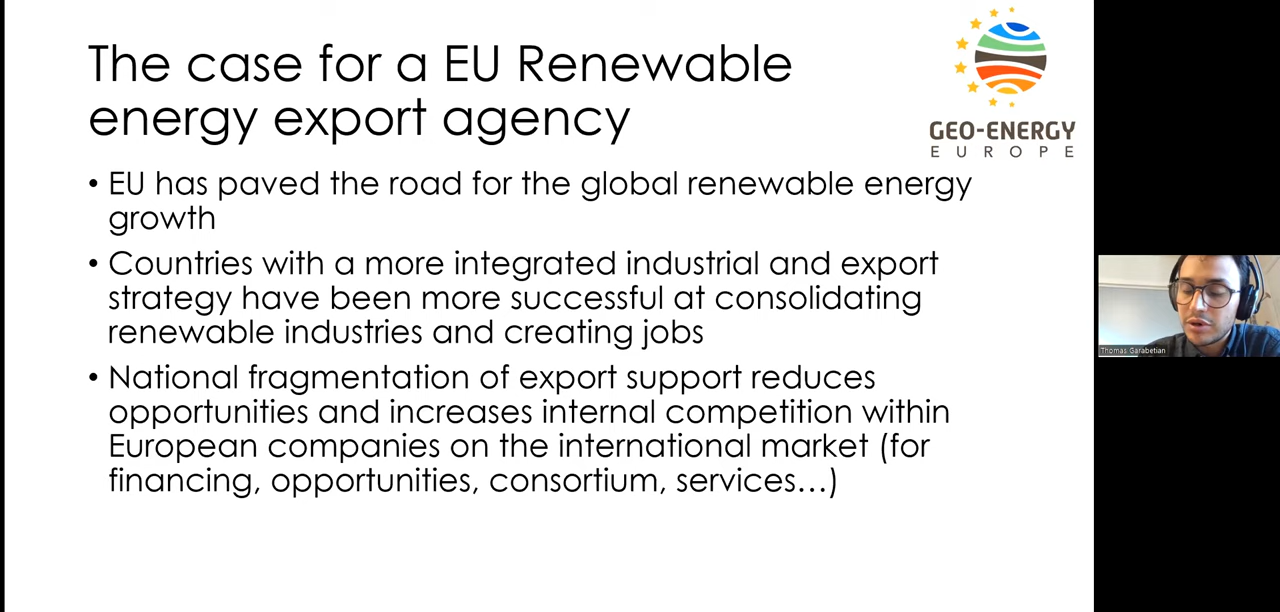 The case for a EU Renewable
energy export agency
GEO-ENERGY
EUROPE
• EU has paved the road for the global renewable energy
growth
• Countries with a more integrated industrial and export
strategy have been more successful at consolidating
renewable industries and creating jobs
• National fragmentation of export support reduces
opportunities and increases internal competition within
European companies on the international market (for
financing, opportunities, consortium, services…)
Thomas Garabetian